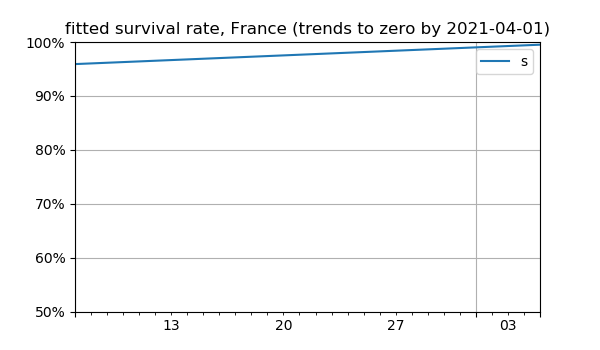 fitted survival rate, France (trends to zero by 2021-04-01)
100%
s
90%
80%
70%
60%
50%
13 20 27 03